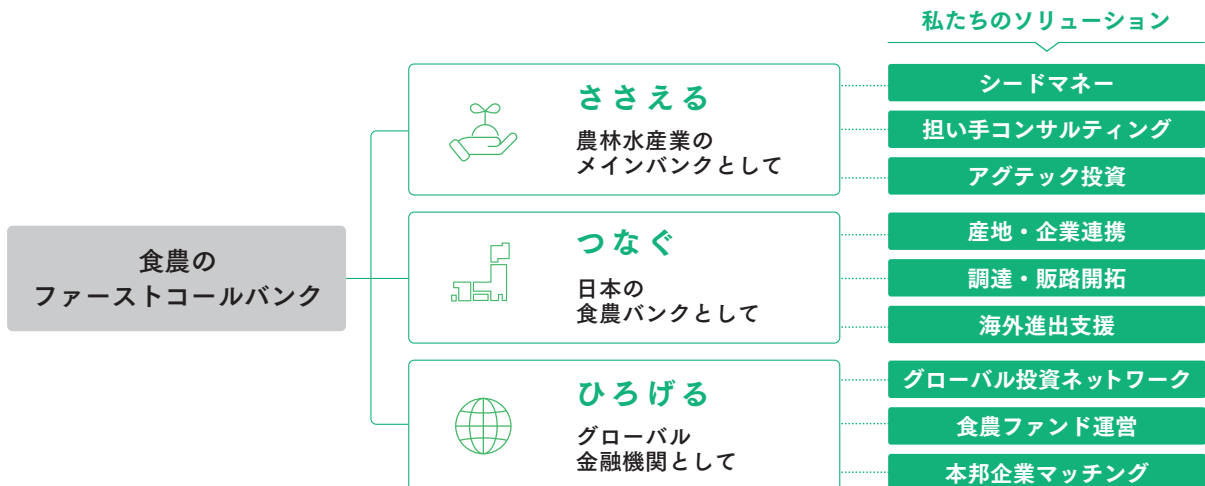 私たちのソリューション
食農の
ファーストコールバンク
ささえる
農林水産業の
メインバンクとして
シードマネー
担い手コンサルティング
アグテック投資
つなぐ
日本の
食農バンクとして
産地・企業連携
調達・販路開拓
海外進出支援
ひろげる
グローバル
金融機関として
グローバル投資ネットワーク
食農ファンド運営
本邦企業マッチング